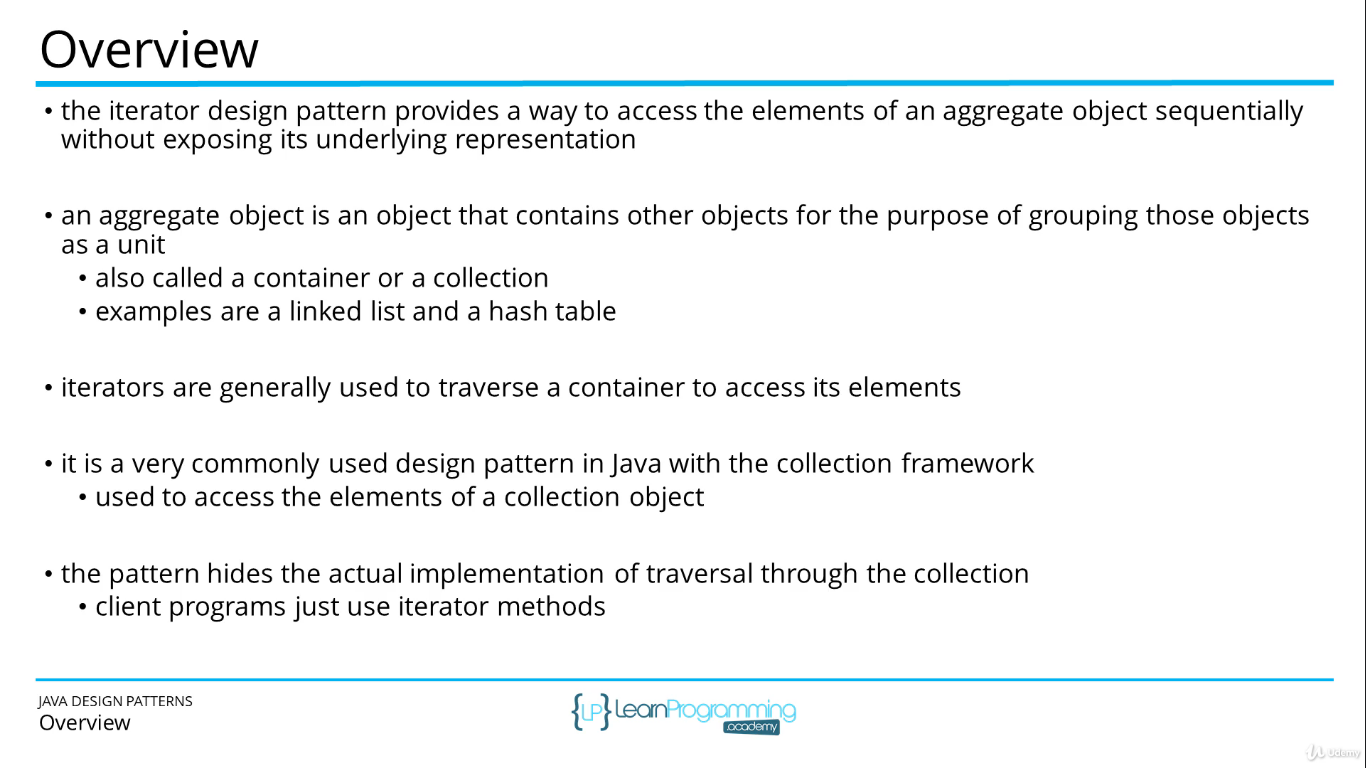 Overview
• the iterator design pattern provides a way to access the elements of an aggregate object sequentially
without exposing its underlying representation
• an aggregate object is an object that contains other objects for the purpose of grouping those objects
as a unit
• also called a container or a collection
• examples are a linked list and a hash table
• iterators are generally used to traverse a container to access its elements
• it is a very commonly used design pattern in Java with the collection framework
• used to access the elements of a collection object
• the pattern hides the actual implementation of traversal through the collection
• client programs just use iterator methods
JAVA DESIGN PATTERNS
Overview
{LP} LearnProgramming
.academy
Udemy